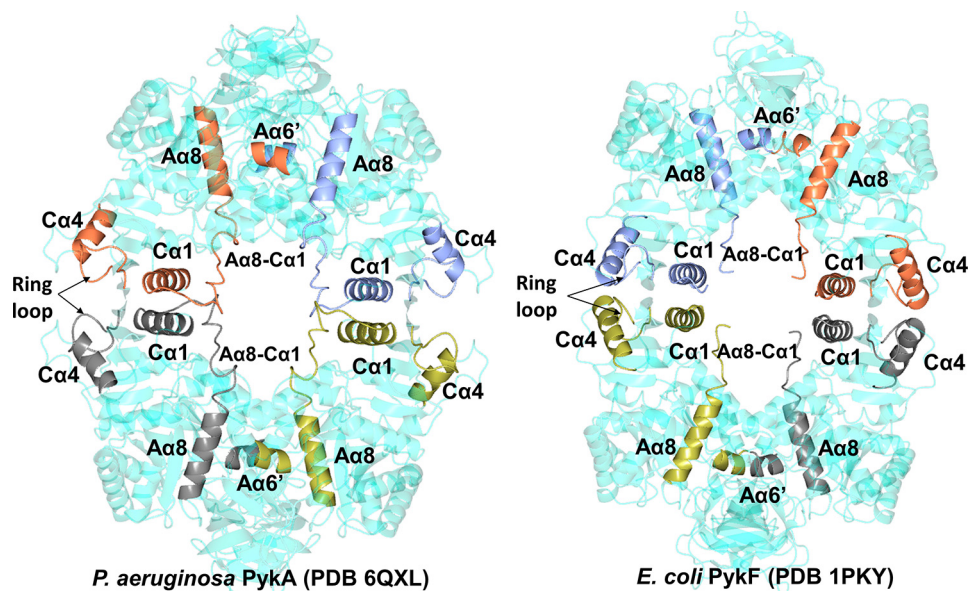 Aα6’
Aα8
Aα8
Cα4
Cα4
Cα1
Aα8-Cα1
Cα1
Ring
loop
Cα4
Cα1
Aα8-Cα1
Cα1
Cα4
Aα8
Aα8
Aα6’
P. aeruginosa PykA (PDB 6QXL)
Aα6’
Aα8
Aα8
Cα4
Cα1
Aα8-Cα1
Cα1
Cα4
Ring
loop
Cα4
Cα1
Aα8-Cα1
Cα1
Cα4
Aα8
Aα8
Aα6’
E. coli PykF (PDB 1PKY)